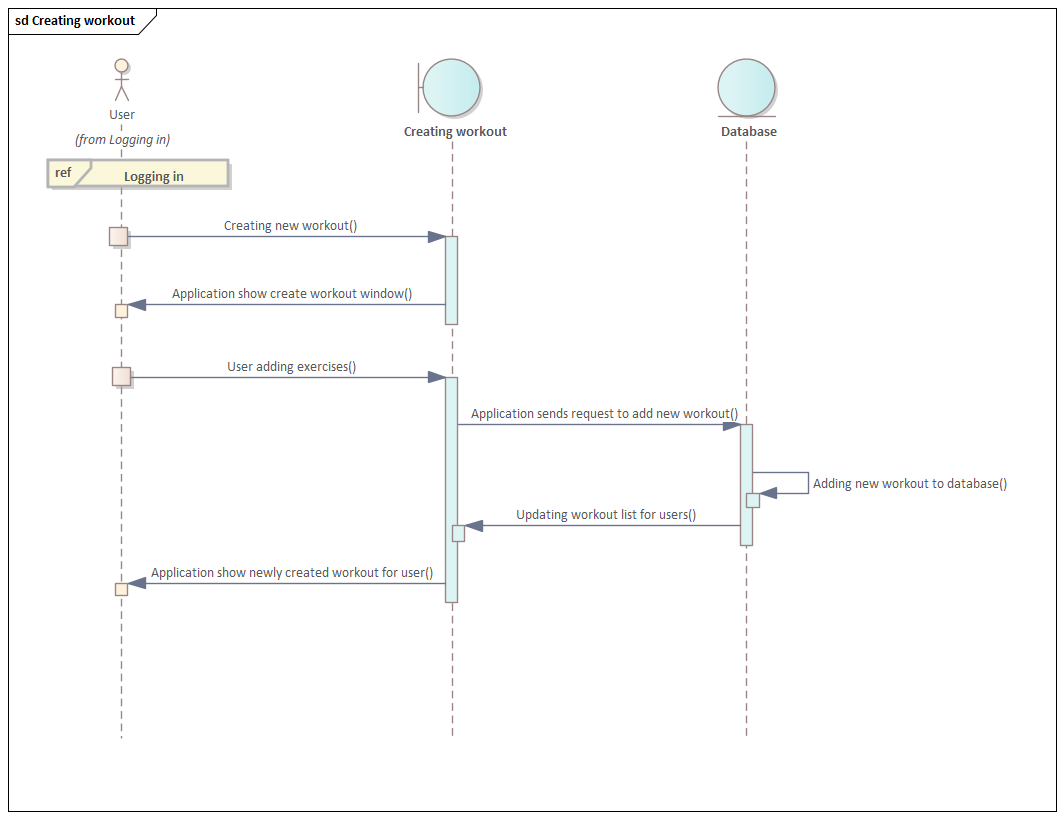 sd Creating workout
User
(from Logging in)
Creating workout
Database
ref
Logging in
Creating new workout()
Application show create workout window()
User adding exercises()
Application sends request to add new workout()
Adding new workout to database()
Updating workout list for users()
Application show newly created workout for user()